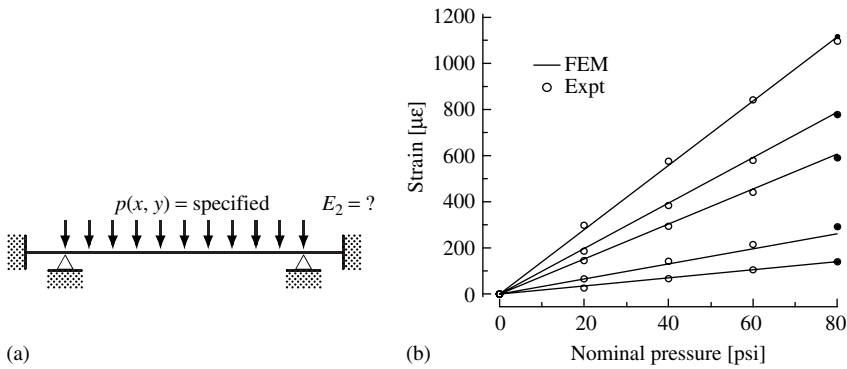 p(x, y) = specified
E₂ = ?
(a)
1200
1000
800
600
400
200
0
Strain [με]
FEM
Expt
0 20 40 60 80
Nominal pressure [psi]
(b)